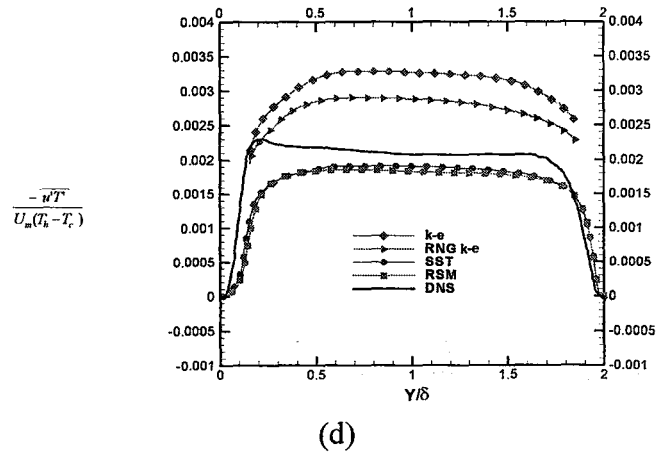 0 0.5 1 1.5 2
0.004 0.004
0.0035 0.0035
0.003 0.003
0.0025 0.0025
0.002 0.002
0.0015 0.0015
0.001 0.001
0.0005 0.0005
0 0
-0.0005 -0.0005
-0.001 -0.001
0 0.5 1 1.5 2
Y/δ
- u'T'
U_m(T_h - T_c)
k-e
RNG k-e
SST
RSM
DNS
(d)